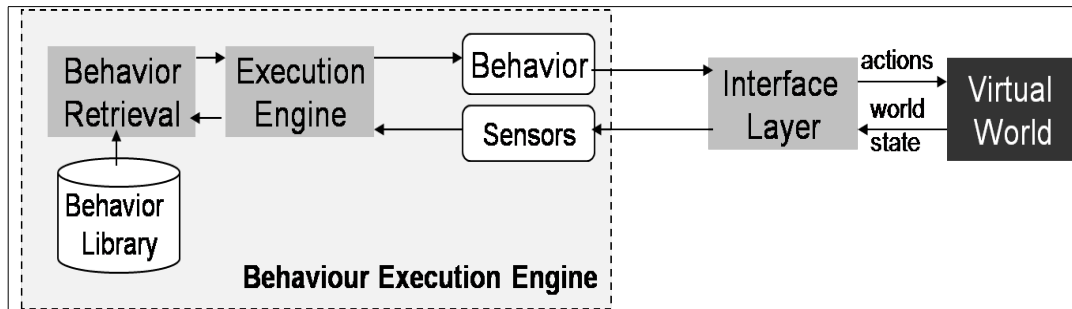 Behavior
Retrieval
Execution
Engine
Behavior
Sensors
Interface
Layer
actions
world
state
Virtual
World
Behavior
Library
Behaviour Execution Engine